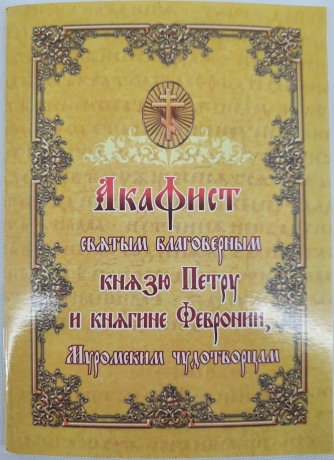 Акафист
святым благоверным
князю Петру
и княгине Февронии,
Муромским чудотворцам